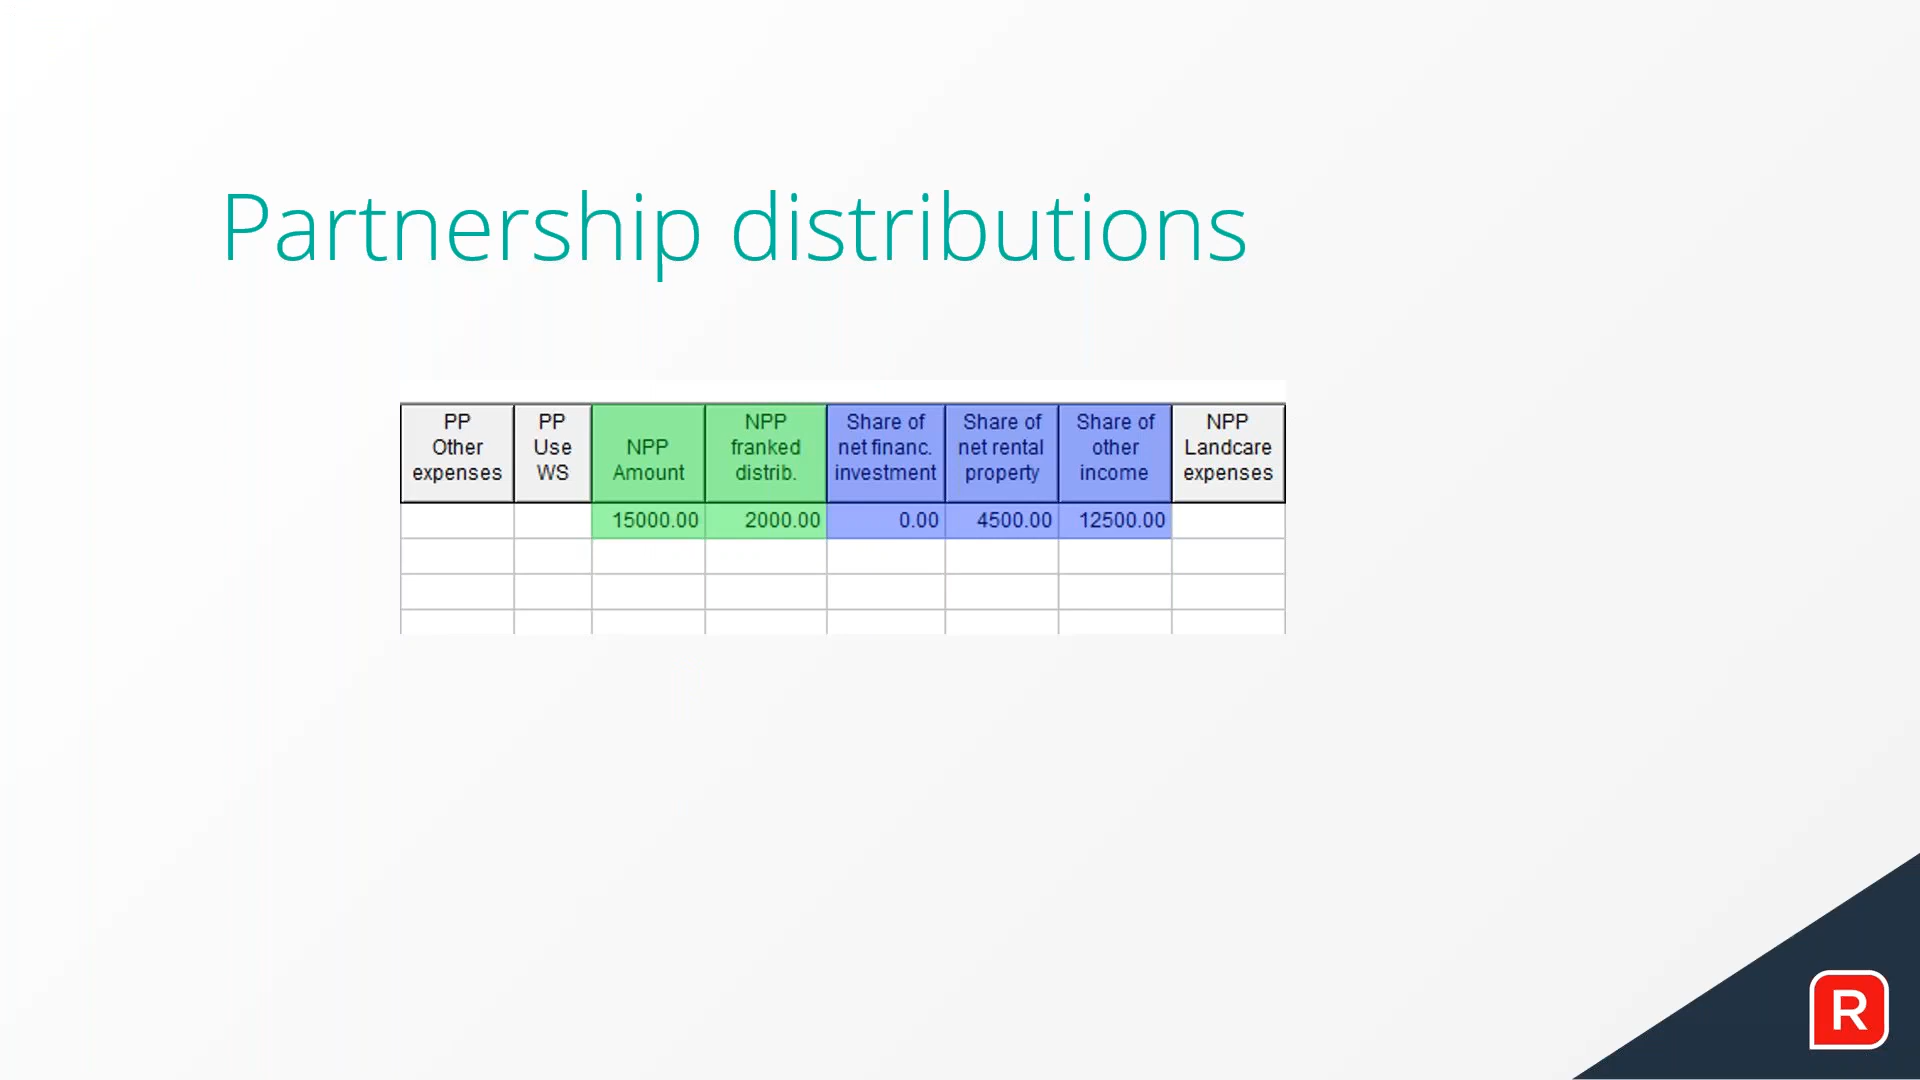 Partnership distributions
PP Other expenses
PP Use WS
NPP Amount
NPP franked distrib.
Share of net financ. investment
Share of net rental property
Share of other income
NPP Landcare expenses
15000.00 2000.00 0.00 4500.00 12500.00
R